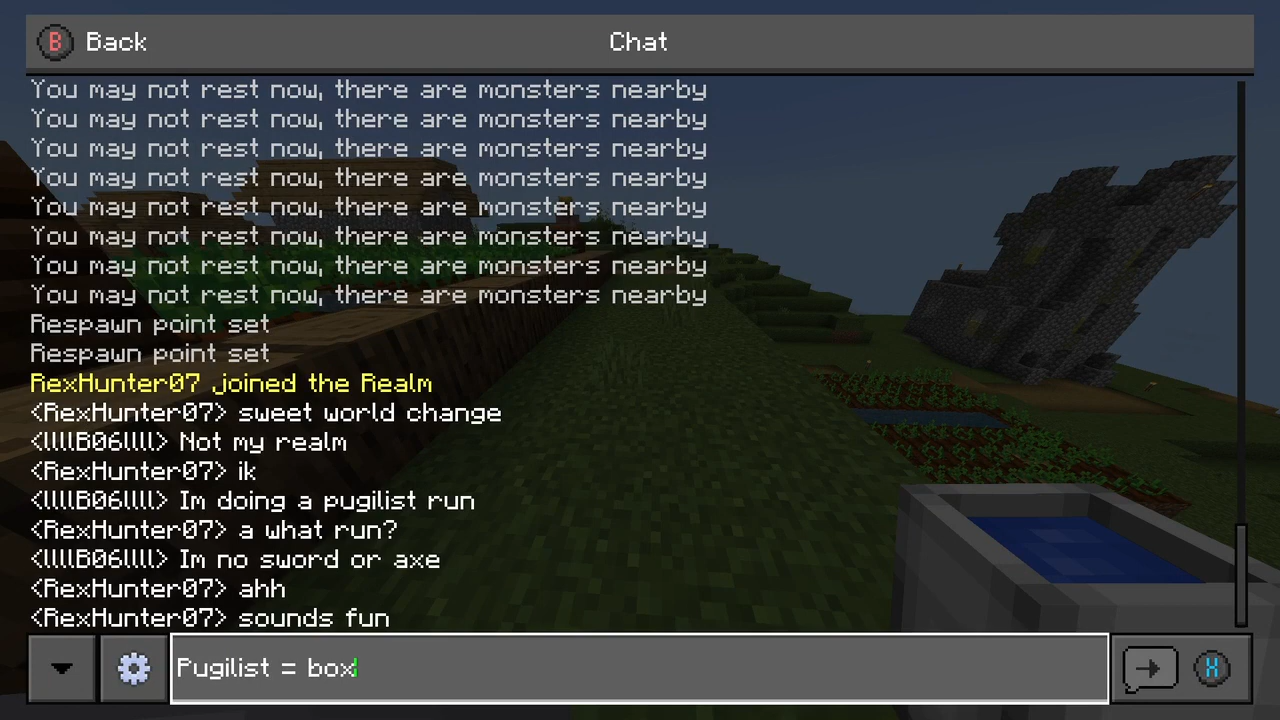 B Back
Chat
You may not rest now, there are monsters nearby
You may not rest now, there are monsters nearby
You may not rest now, there are monsters nearby
You may not rest now, there are monsters nearby
You may not rest now, there are monsters nearby
You may not rest now, there are monsters nearby
You may not rest now, there are monsters nearby
You may not rest now, there are monsters nearby
Respawn point set
Respawn point set
RexHunter07 joined the Realm
<RexHunter07> sweet world change
<llllB06llll> Not my realm
<RexHunter07> ik
<llllB06llll> Im doing a pugilist run
<RexHunter07> a what run?
<llllB06llll> Im no sword or axe
<RexHunter07> ahh
<RexHunter07> sounds fun
Pugilist = box
X